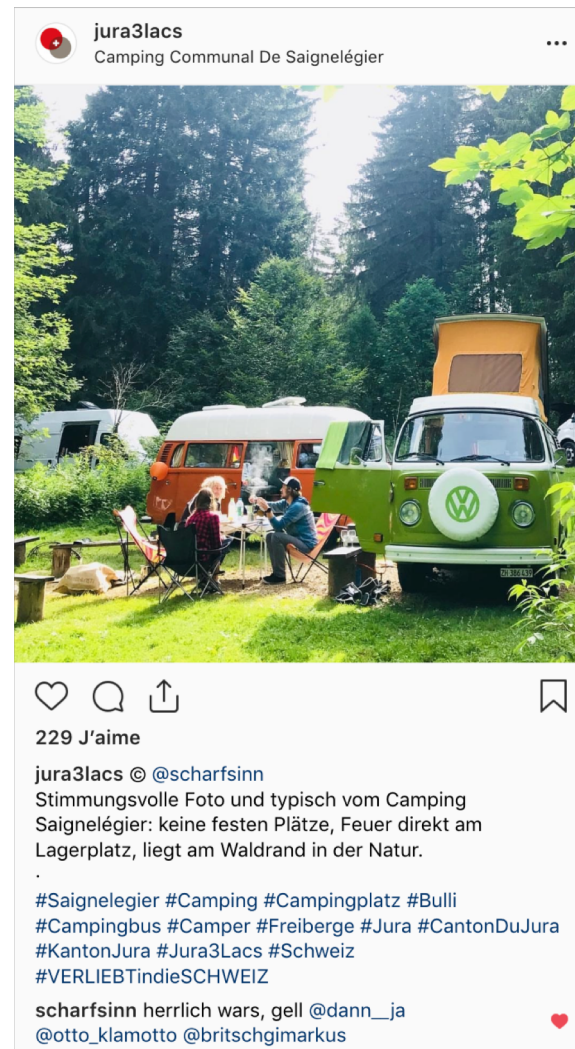 jura3lacs
Camping Communal De Saignelégier
229 J'aime
jura3lacs © @scharfsinn
Stimmungsvolle Foto und typisch vom Camping
Saignelégier: keine festen Plätze, Feuer direkt am
Lagerplatz, liegt am Waldrand in der Natur.
.
#Saignelegier #Camping #Campingplatz #Bulli
#Campingbus #Camper #Freiberge #Jura #CantonDuJura
#KantonJura #Jura3Lacs #Schweiz
#VERLIEBTindieSCHWEIZ
scharfsinn herrlich wars, gell @dann__ja
@otto_klamotto @britschgimarkus